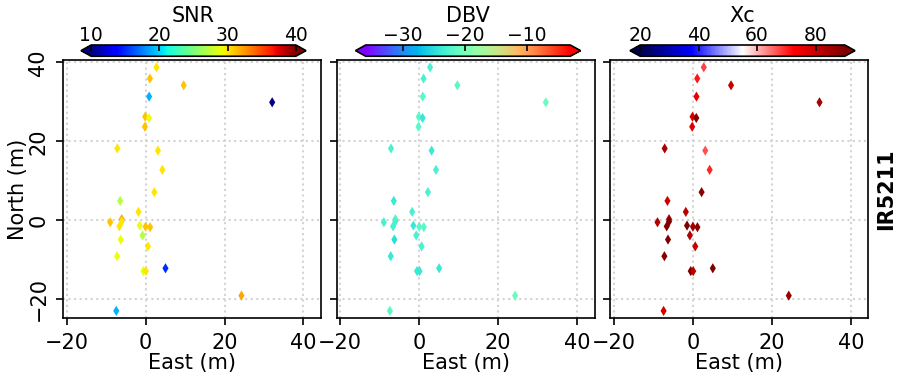 SNR DBV Xc
10 20 30 40 −30 −20 −10 20 40 60 80
40
20
0
−20
North (m)
IR5211
−20 0 20 40 −20 0 20 40 −20 0 20 40
East (m) East (m) East (m)